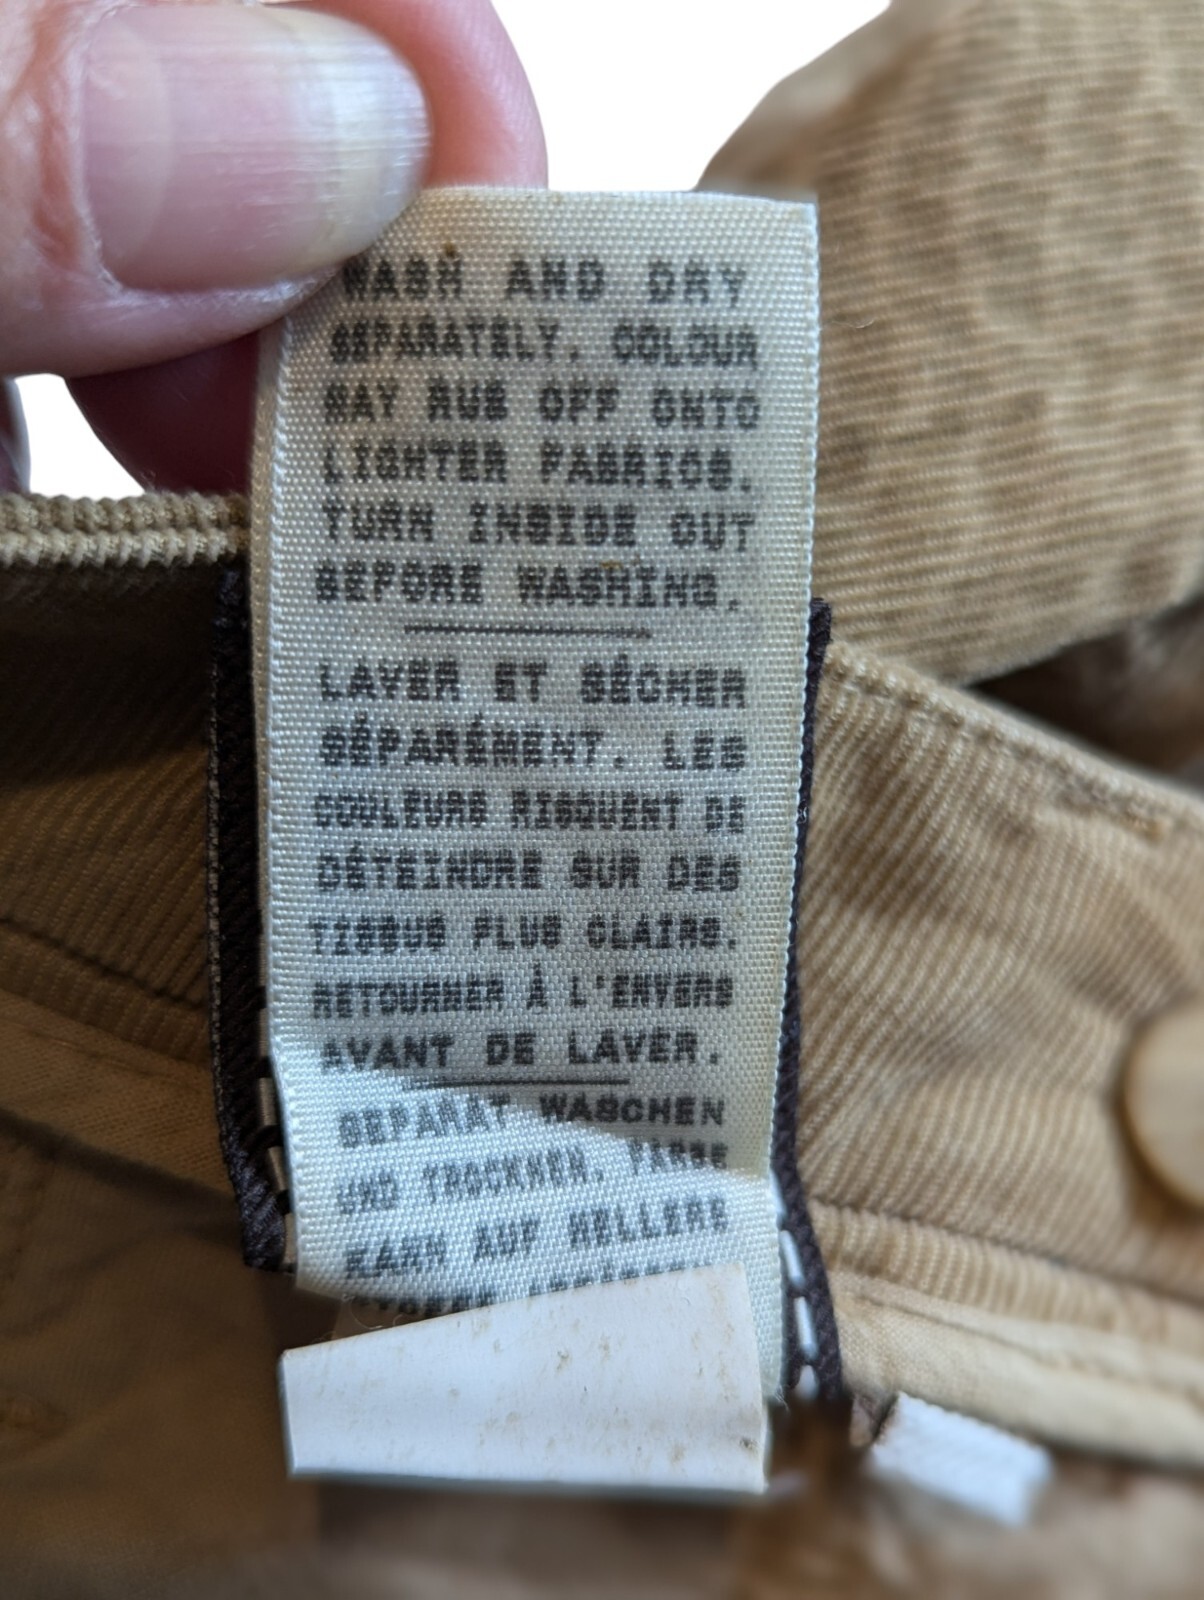 WASH AND DRY
SEPARATELY. COLOUR
MAY RUB OFF ONTO
LIGHTER FABRICS.
TURN INSIDE OUT
BEFORE WASHING.
LAVER ET SÉCHER
SÉPARÉMENT. LES
COULEURS RISQUENT DE
DÉTEINDRE SUR DES
TISSUS PLUS CLAIRS.
RETOURNER À L'ENVERS
AVANT DE LAVER.
SEPARAT WASCHEN
UND TROCKNEN. FARBE
KANN AUF HELLERE